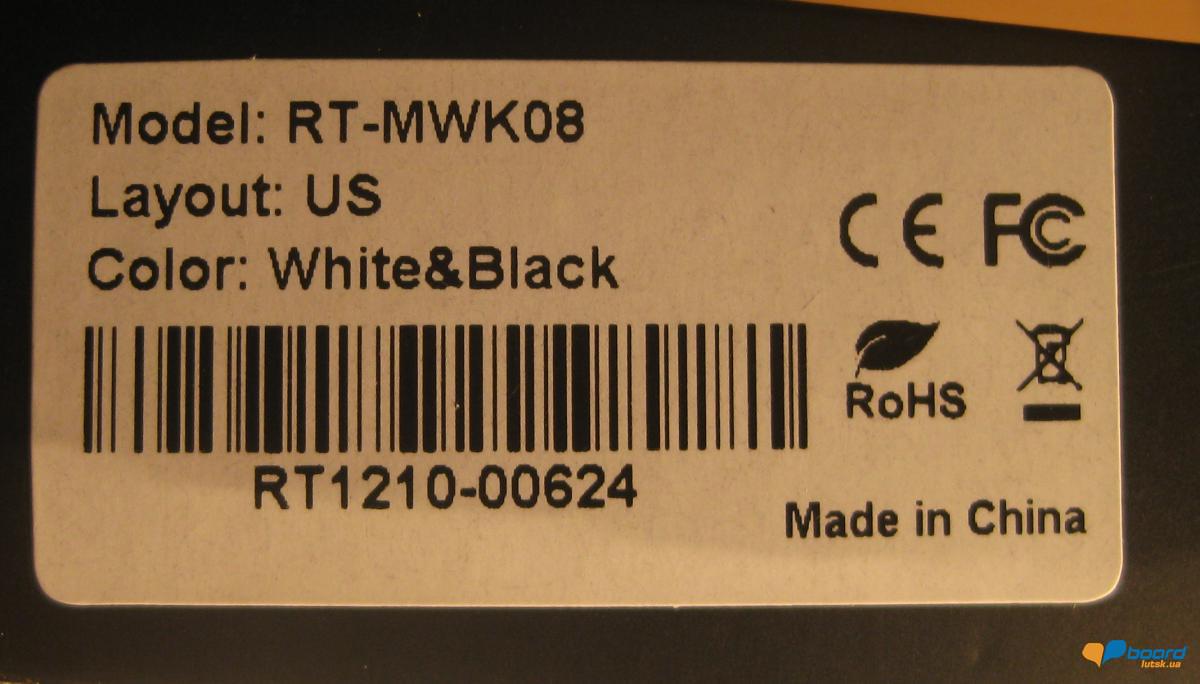 Model: RT-MWK08
Layout: US
Color: White&Black
CE FC
RoHS
RT1210-00624
Made in China
board
lutsk.ua